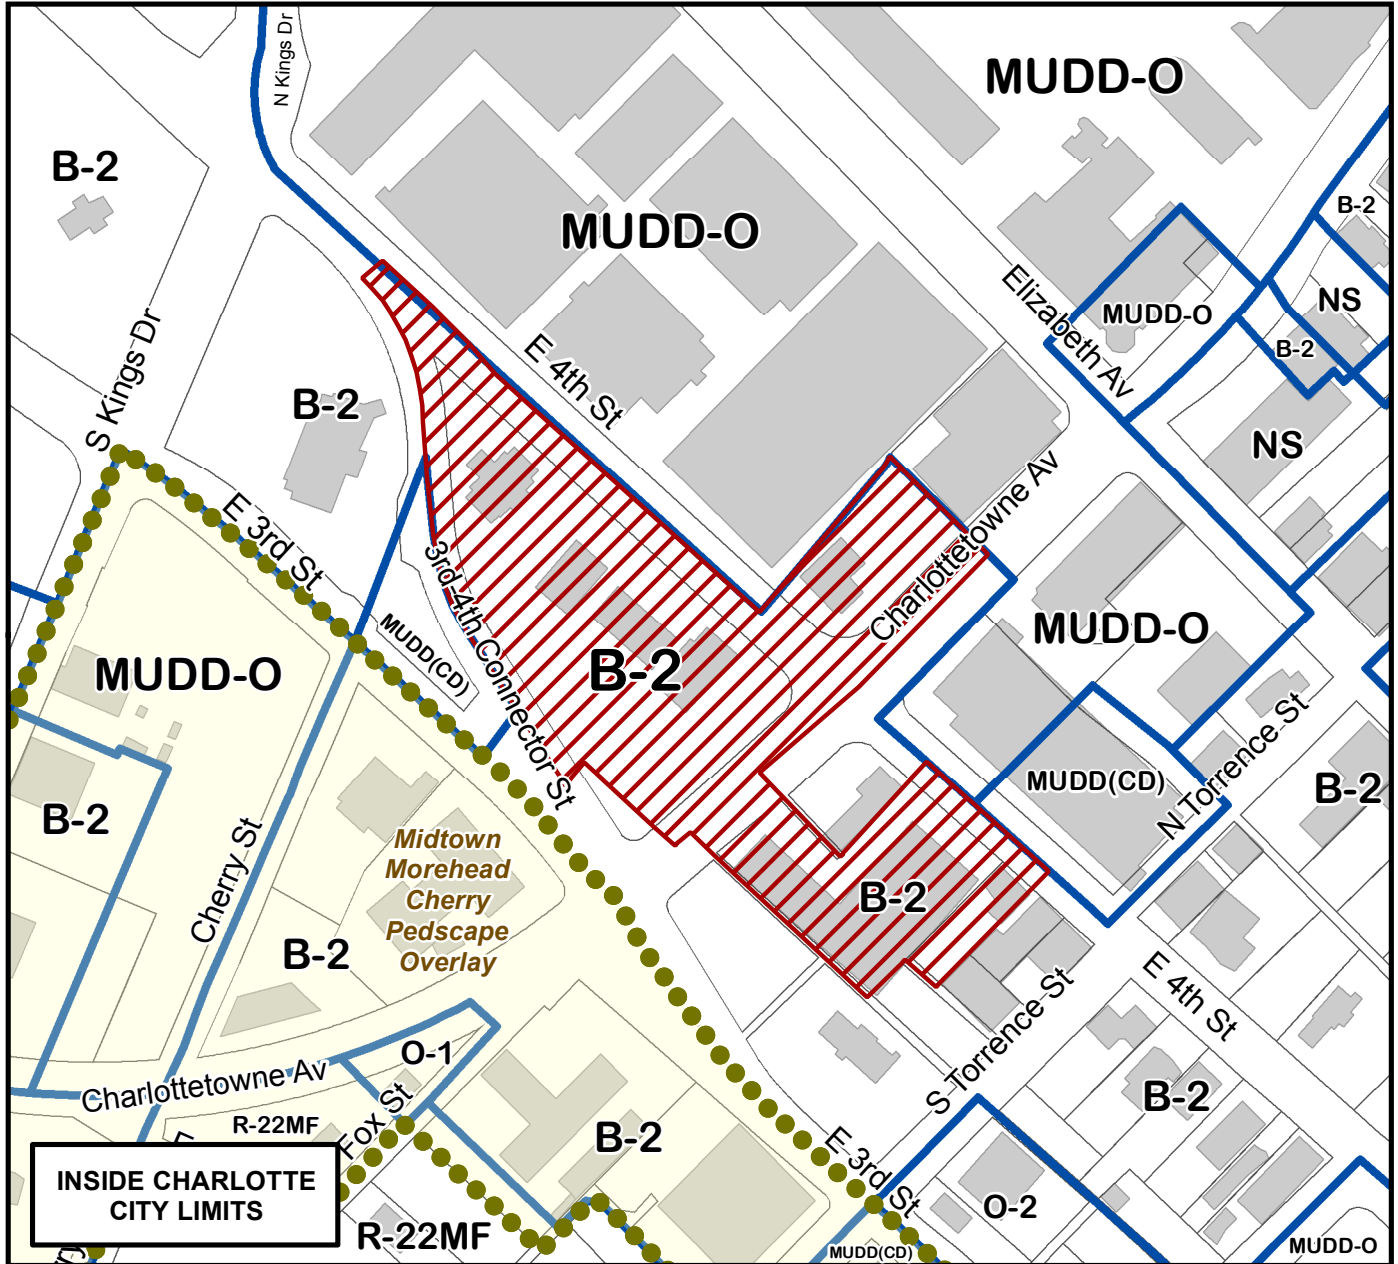 N Kings Dr
MUDD-O
B-2
MUDD-O
B-2
Elizabeth Av
MUDD-O
NS
B-2
S Kings Dr
E 4th St
B-2
NS
Charlottetowne Av
E 3rd St
3rd-4th Connector St
MUDD(CD)
MUDD-O
B-2
MUDD-O
MUDD(CD)
N Torrence St
B-2
B-2
Cherry St
Midtown
Morehead
Cherry
Pedscape
Overlay
B-2
B-2
E 4th St
S Torrence St
O-1
Charlottetowne Av
Fox St
R-22MF
B-2
B-2
E 3rd St
INSIDE CHARLOTTE
CITY LIMITS
O-2
R-22MF
MUDD(CD)
MUDD-O